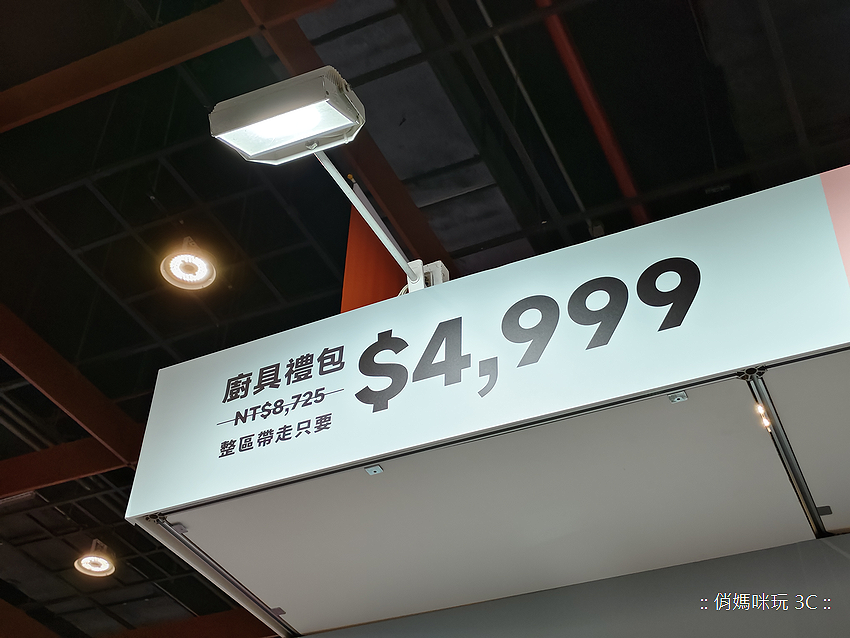 廚具禮包
NT$8,725
整區帶走只要
$4,999
:: 俏媽咪玩 3C ::